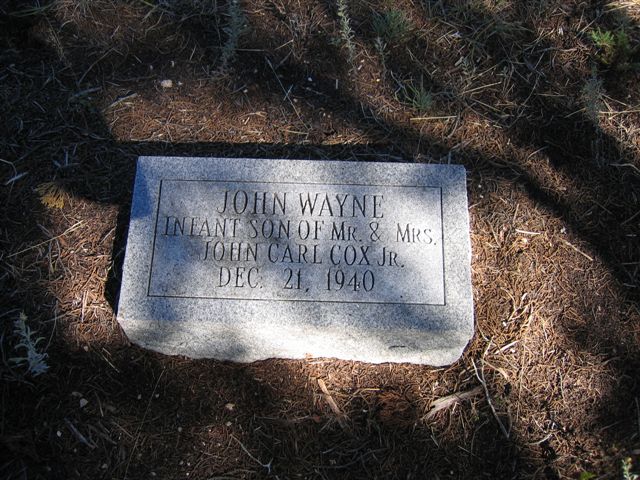 JOHN WAYNE
INFANT SON OF MR. & MRS.
JOHN CARL COX JR.
DEC. 21, 1940